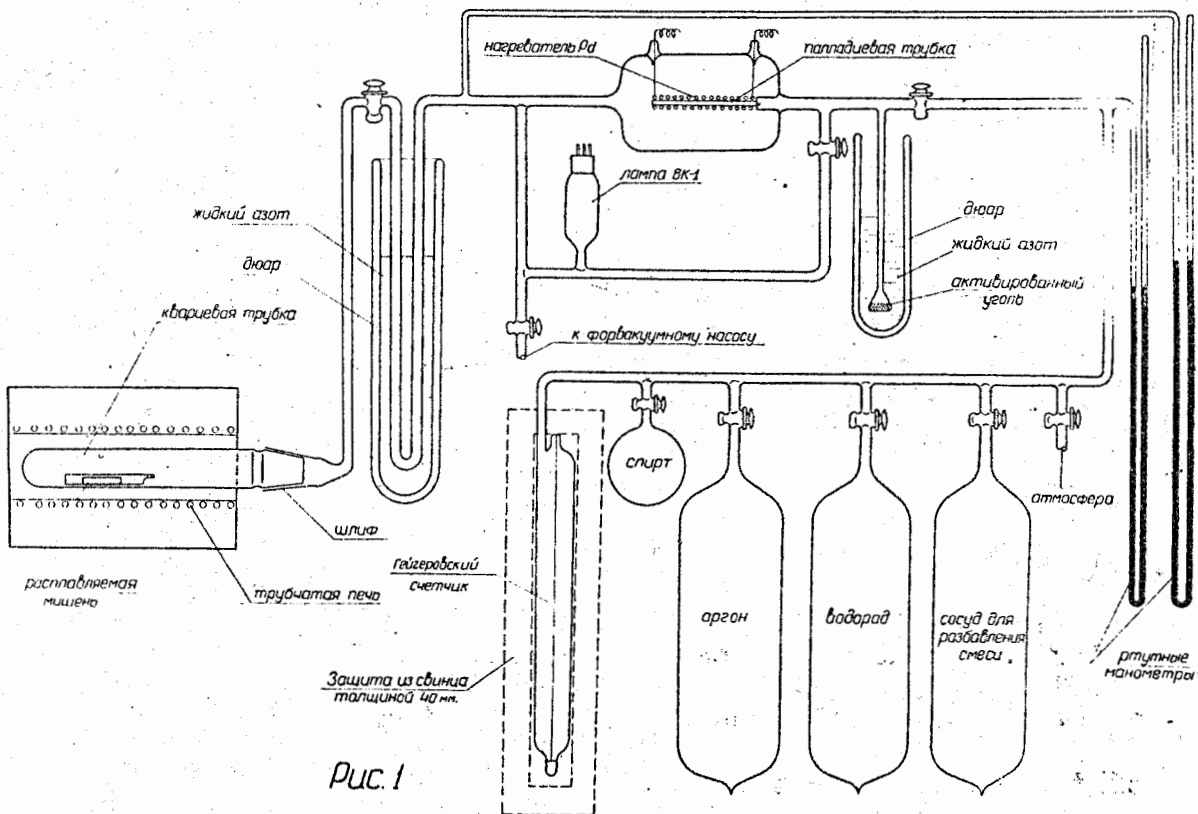 нагреватель Pd
палладиевая трубка
лампа ВК-1
жидкий азот
дюар
кварцевая трубка
дюар
жидкий азот
активированный
уголь
к форвакуумному насосу
шлиф
расплавляемая
мишень
трубчатая печь
Гейгеровский
счетчик
Защита из свинца
толщиной 40 мм.
спирт
аргон
водорад
сосуд для
разбавления
смеси
атмосфера
ртутные
манометры
Рис. 1